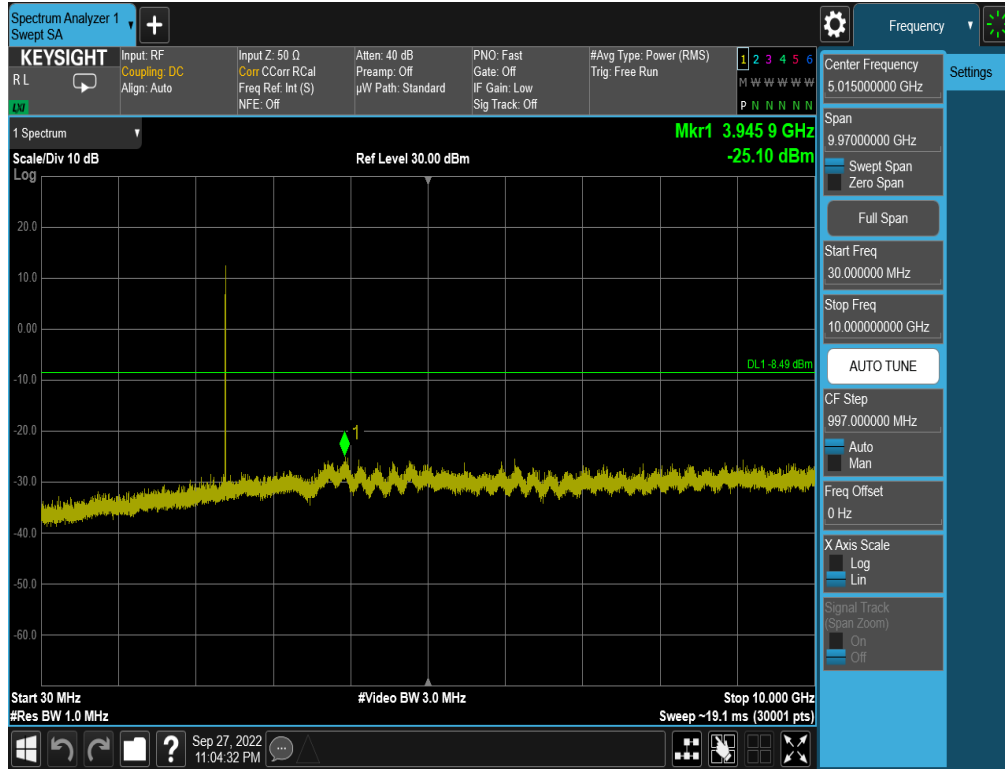 Spectrum Analyzer 1
Swept SA
Frequency
KEYSIGHT
R L
LXI
Input: RF
Coupling: DC
Align: Auto
Input Z: 50 Ω
Corr CCorr RCal
Freq Ref: Int (S)
NFE: Off
Atten: 40 dB
Preamp: Off
µW Path: Standard
PNO: Fast
Gate: Off
IF Gain: Low
Sig Track: Off
#Avg Type: Power (RMS)
Trig: Free Run
1 2 3 4 5 6
M W W W W W
P N N N N N
1 Spectrum
Mkr1 3.945 9 GHz
-25.10 dBm
Scale/Div 10 dB
Ref Level 30.00 dBm
Log
20.0
10.0
0.00
DL1 -8.49 dBm
-10.0
-20.0
1
-30.0
-40.0
-50.0
-60.0
Start 30 MHz
#Video BW 3.0 MHz
Stop 10.000 GHz
#Res BW 1.0 MHz
Sweep ~19.1 ms (30001 pts)
Sep 27, 2022
11:04:32 PM
Center Frequency
5.015000000 GHz
Settings
Span
9.97000000 GHz
Swept Span
Zero Span
Full Span
Start Freq
30.000000 MHz
Stop Freq
10.000000000 GHz
AUTO TUNE
CF Step
997.000000 MHz
Auto
Man
Freq Offset
0 Hz
X Axis Scale
Log
Lin
Signal Track
(Span Zoom)
On
Off